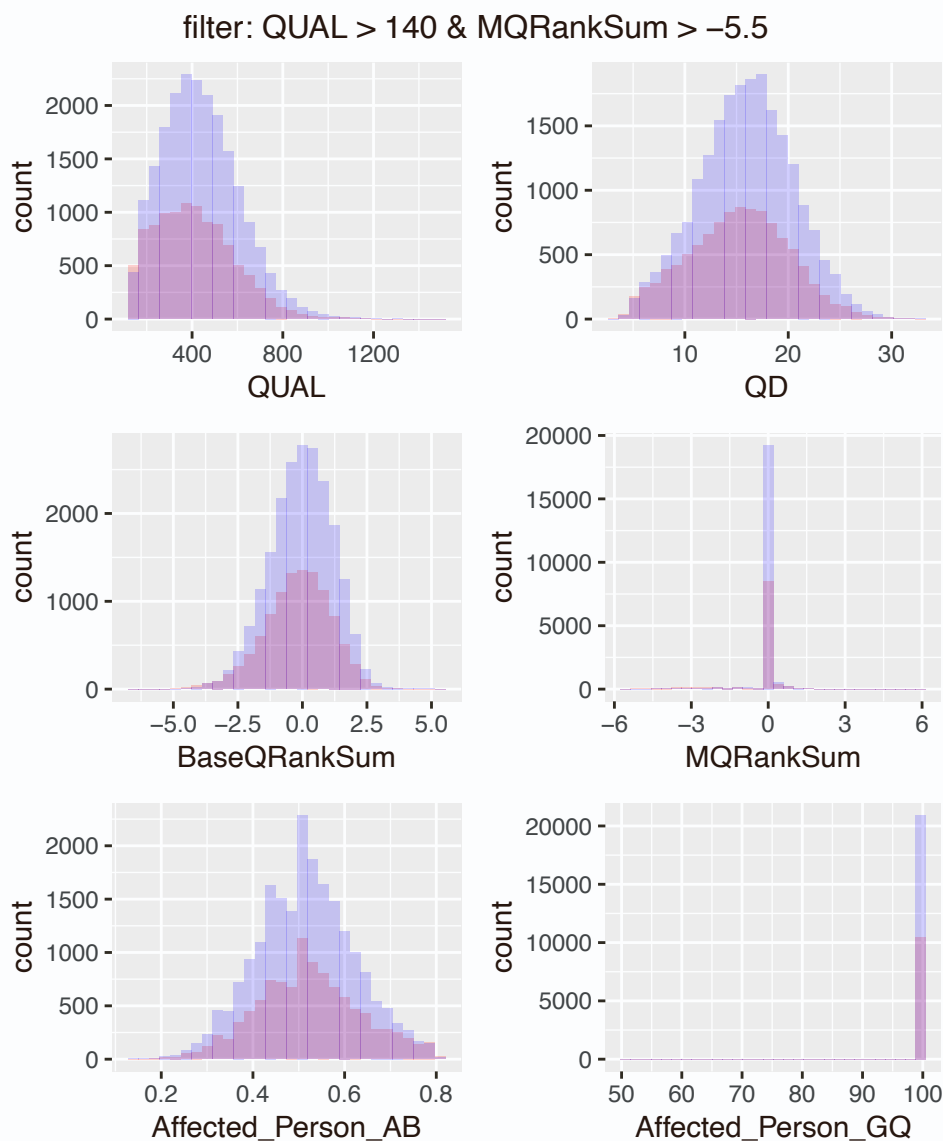 filter: QUAL > 140 & MQRankSum > −5.5
count
2000
1500
1000
500
0
400 800 1200
QUAL
count
1500
1000
500
0
10 20 30
QD
count
2000
1000
0
−5.0 −2.5 0.0 2.5 5.0
BaseQRankSum
count
20000
15000
10000
5000
0
−6 −3 0 3 6
MQRankSum
count
2000
1500
1000
500
0
0.2 0.4 0.6 0.8
Affected_Person_AB
count
20000
15000
10000
5000
0
50 60 70 80 90 100
Affected_Person_GQ